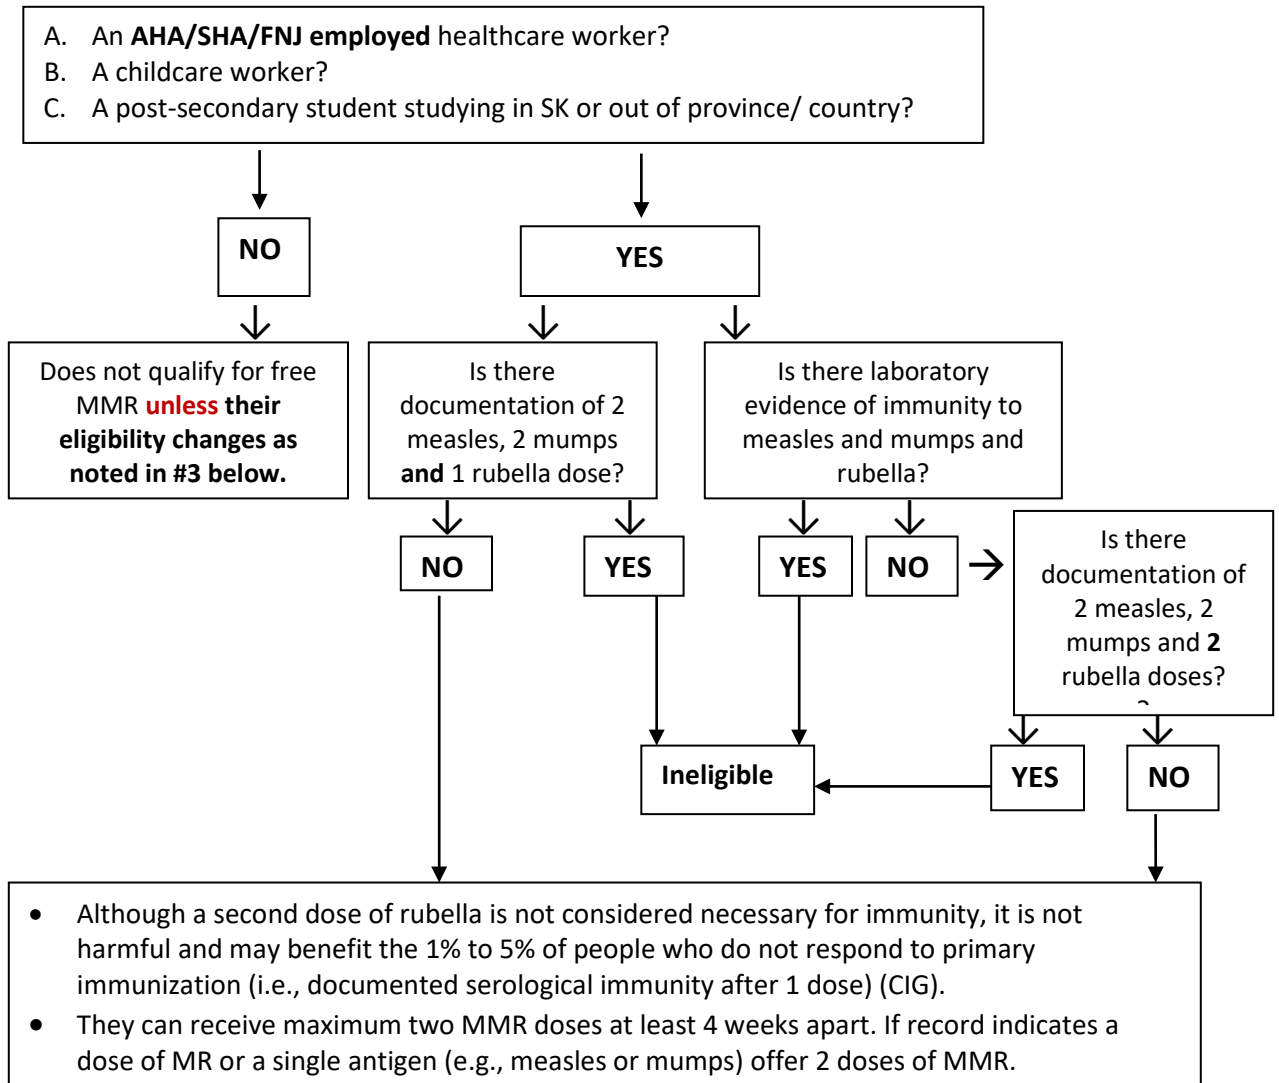 A. An AHA/SHA/FNJ employed healthcare worker?
B. A childcare worker?
C. A post-secondary student studying in SK or out of province/ country?
NO
YES
Does not qualify for free
MMR unless their
eligibility changes as
noted in #3 below.
Is there
documentation of 2
measles, 2 mumps
and 1 rubella dose?
Is there laboratory
evidence of immunity to
measles and mumps and
rubella?
NO
YES
YES
NO
Is there
documentation of
2 measles, 2
mumps and 2
rubella doses?
Ineligible
YES
NO
• Although a second dose of rubella is not considered necessary for immunity, it is not
harmful and may benefit the 1% to 5% of people who do not respond to primary
immunization (i.e., documented serological immunity after 1 dose) (CIG).
• They can receive maximum two MMR doses at least 4 weeks apart. If record indicates a
dose of MR or a single antigen (e.g., measles or mumps) offer 2 doses of MMR.